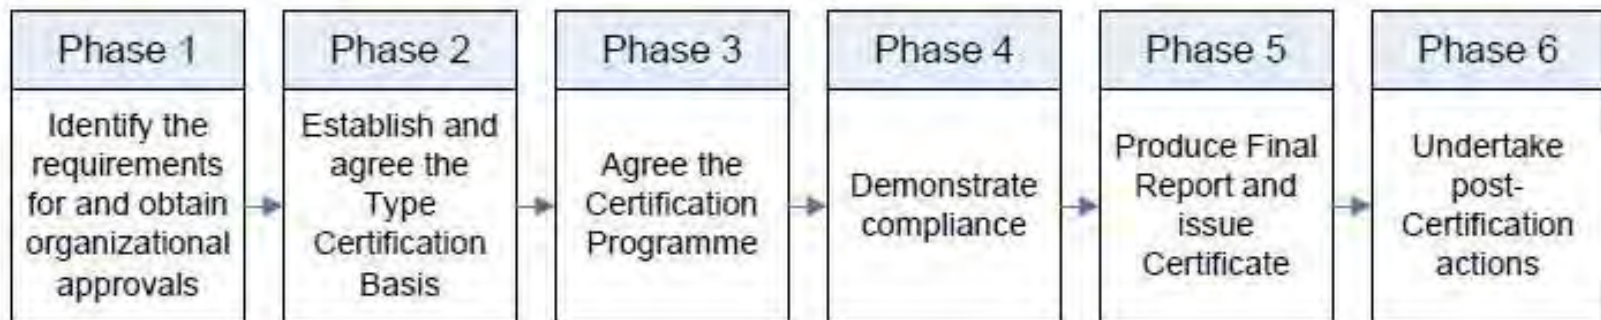 Phase 1
Identify the
requirements
for and obtain
organizational
approvals
Phase 2
Establish and
agree the
Type
Certification
Basis
Phase 3
Agree the
Certification
Programme
Phase 4
Demonstrate
compliance
Phase 5
Produce Final
Report and
issue
Certificate
Phase 6
Undertake
post-
Certification
actions